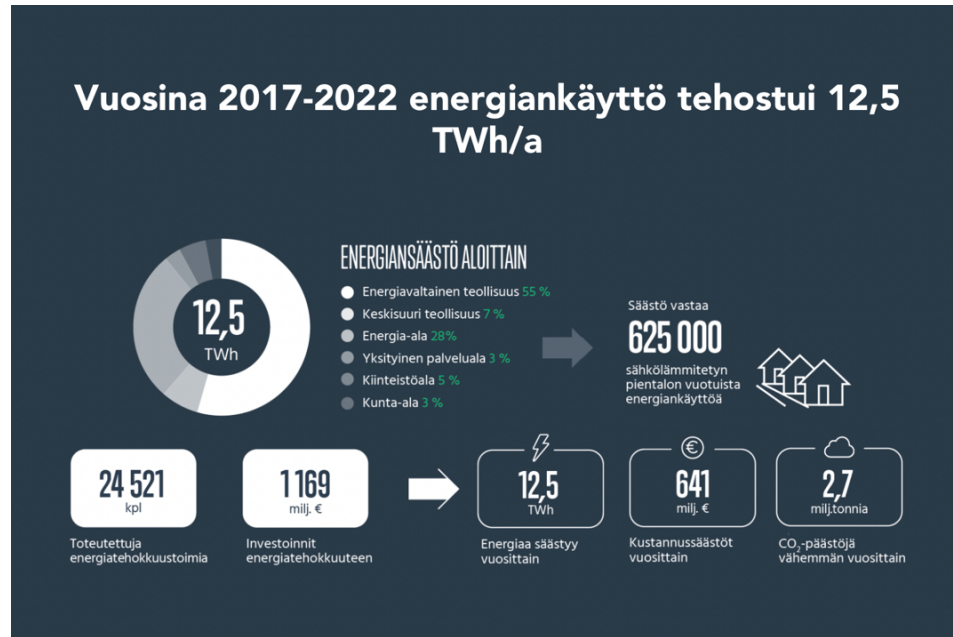 Vuosina 2017-2022 energiankäyttö tehostui 12,5
TWh/a
12,5
TWh
ENERGIANSÄÄSTÖ ALOITTAIN
Energiavaltainen teollisuus 55 %
Keskisuuri teollisuus 7 %
Energia-ala 28%
Yksityinen palveluala 3 %
Kiinteistöala 5 %
Kunta-ala 3 %
Säästö vastaa
625 000
sähkölämmitetyn
pientalon vuotuista
energiankäyttöä
24 521
kpl
Toteutettuja
energiatehokkuustoimia
1 169
milj. €
Investoinnit
energiatehokkuuteen
12,5
TWh
Energiaa säästyy
vuosittain
€
641
milj. €
Kustannussäästöt
vuosittain
2,7
milj.tonnia
CO₂-päästöjä
vähemmän vuosittain